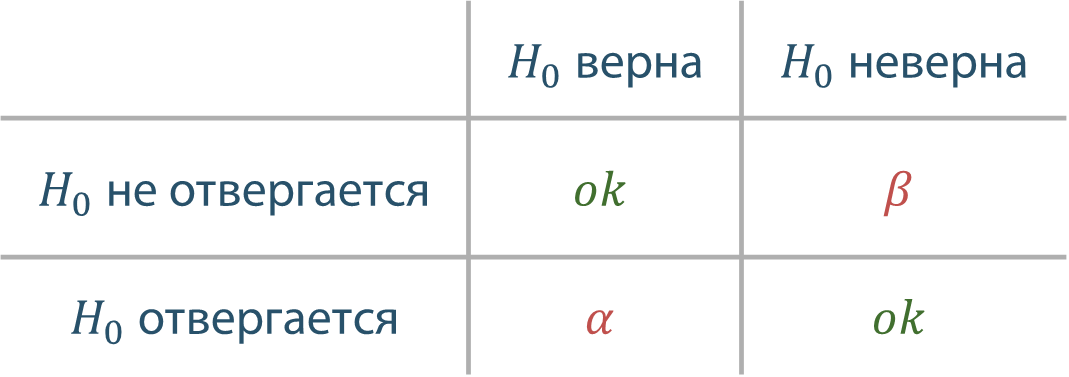 H₀ верна H₀ неверна
H₀ не отвергается ok β
H₀ отвергается α ok